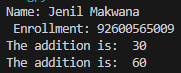 Name: Jenil Makwana
Enrollment: 92600565009
The addition is:  30
The addition is:  60